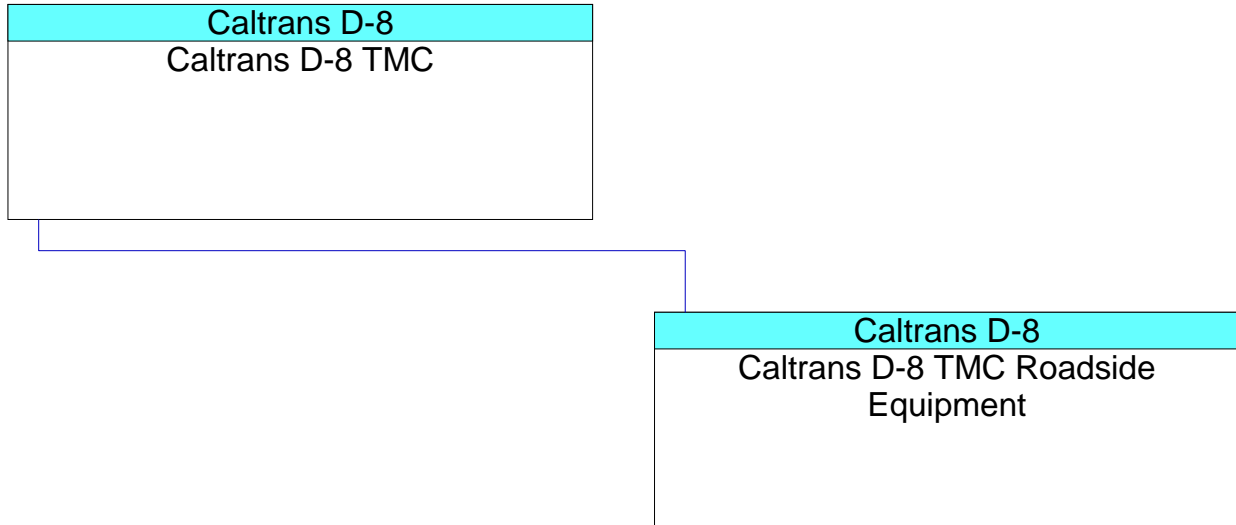 Caltrans D-8
Caltrans D-8 TMC
Caltrans D-8
Caltrans D-8 TMC Roadside
Equipment